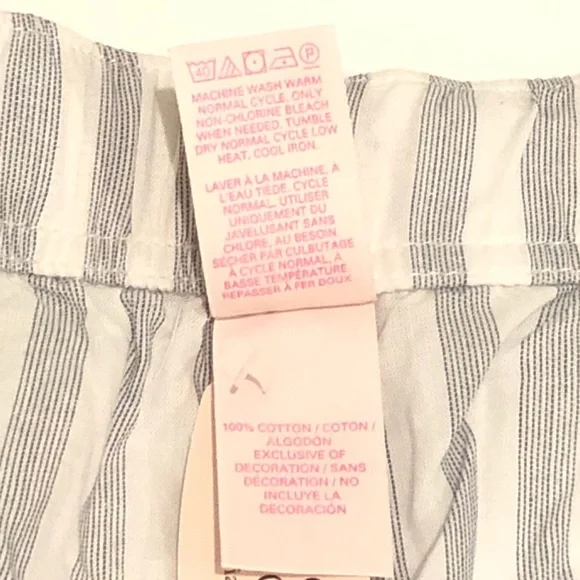 40 P
MACHINE WASH WARM
NORMAL CYCLE. ONLY
NON-CHLORINE BLEACH
WHEN NEEDED. TUMBLE
DRY NORMAL CYCLE LOW
HEAT. COOL IRON.
LAVER À LA MACHINE, A
L'EAU TIÈDE, CYCLE
NORMAL. UTILISER
UNIQUEMENT DU
JAVELLISANT SANS
CHLORE, AU BESOIN.
SÉCHER PAR CULBUTAGE
À CYCLE NORMAL, À
BASSE TEMPÉRATURE.
REPASSER À FER DOUX.
100% COTTON / COTON /
ALGODÓN
EXCLUSIVE OF
DECORATION / SANS
DÉCORATION / NO
INCLUYE LA
DECORACIÓN